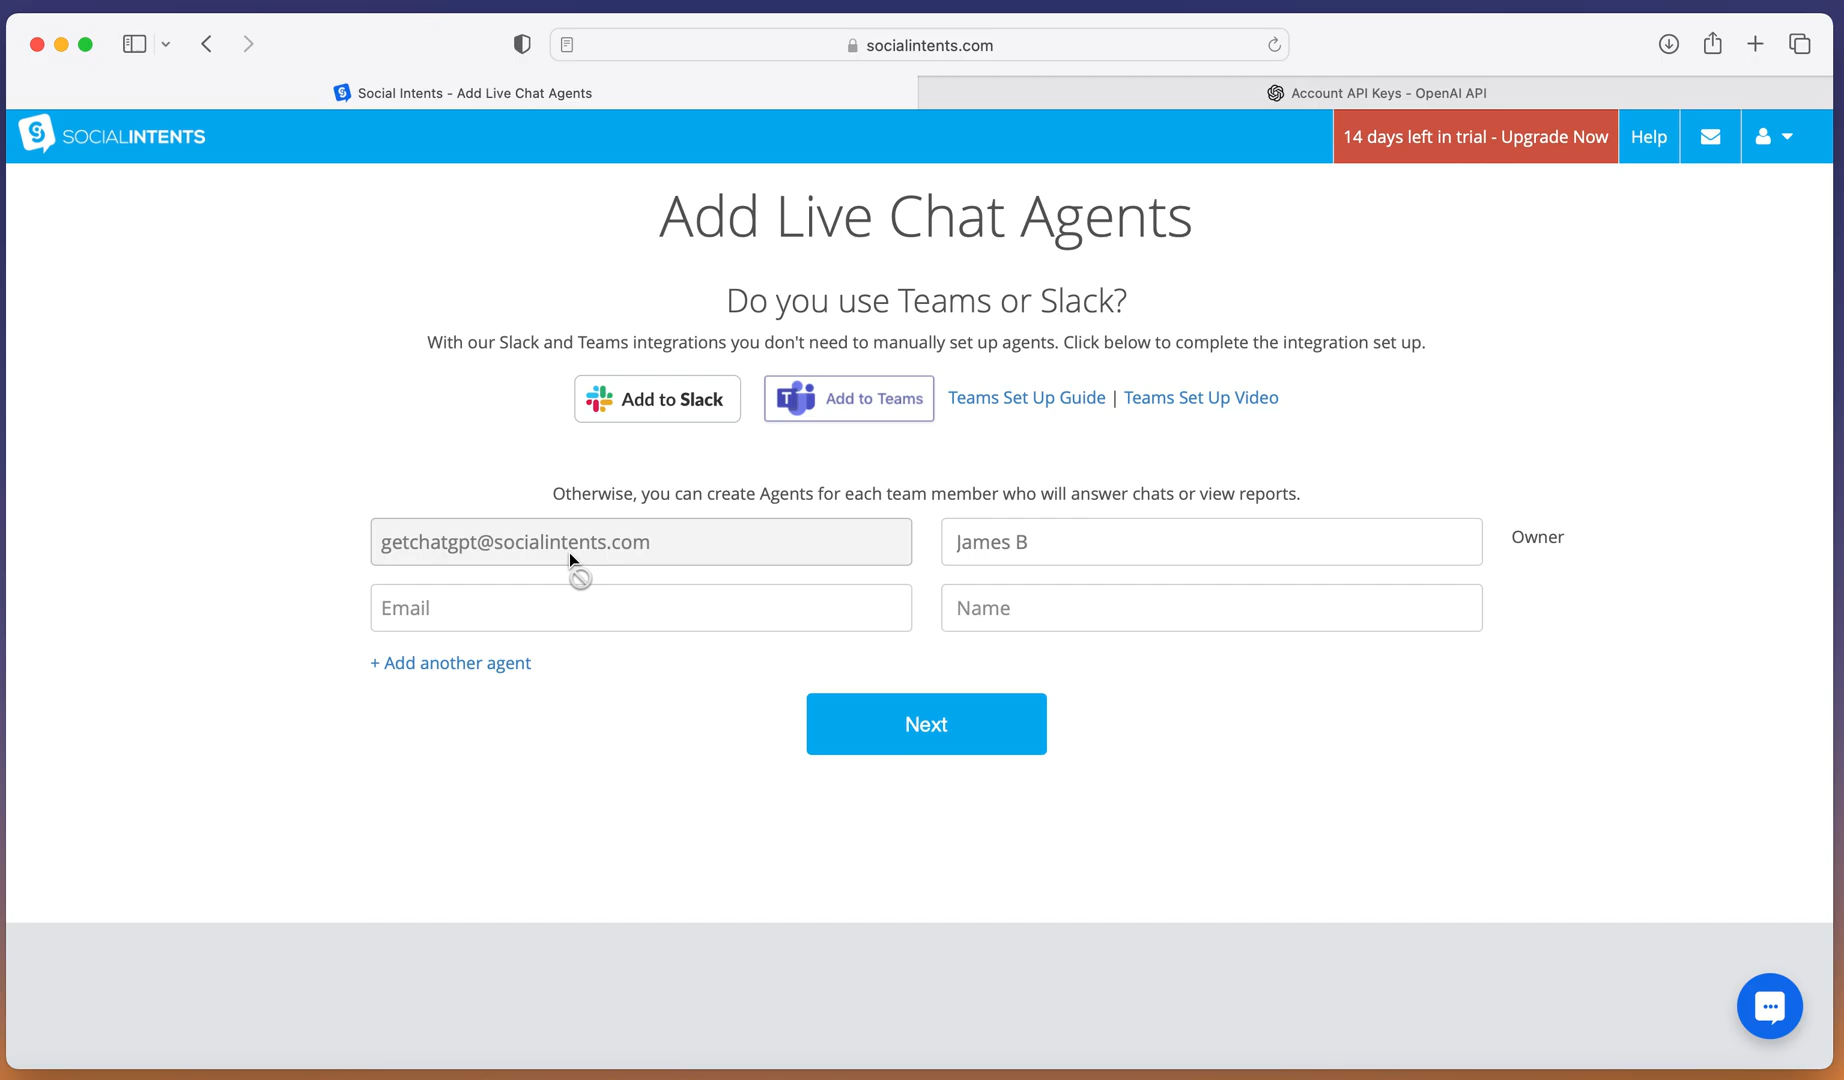 socialintents.com
Social Intents - Add Live Chat Agents
Account API Keys - OpenAI API
SOCIALINTENTS
14 days left in trial - Upgrade Now
Help
Add Live Chat Agents
Do you use Teams or Slack?
With our Slack and Teams integrations you don't need to manually set up agents. Click below to complete the integration set up.
Add to Slack
Add to Teams
Teams Set Up Guide | Teams Set Up Video
Otherwise, you can create Agents for each team member who will answer chats or view reports.
getchatgpt@socialintents.com
James B
Owner
Email
Name
+ Add another agent
Next